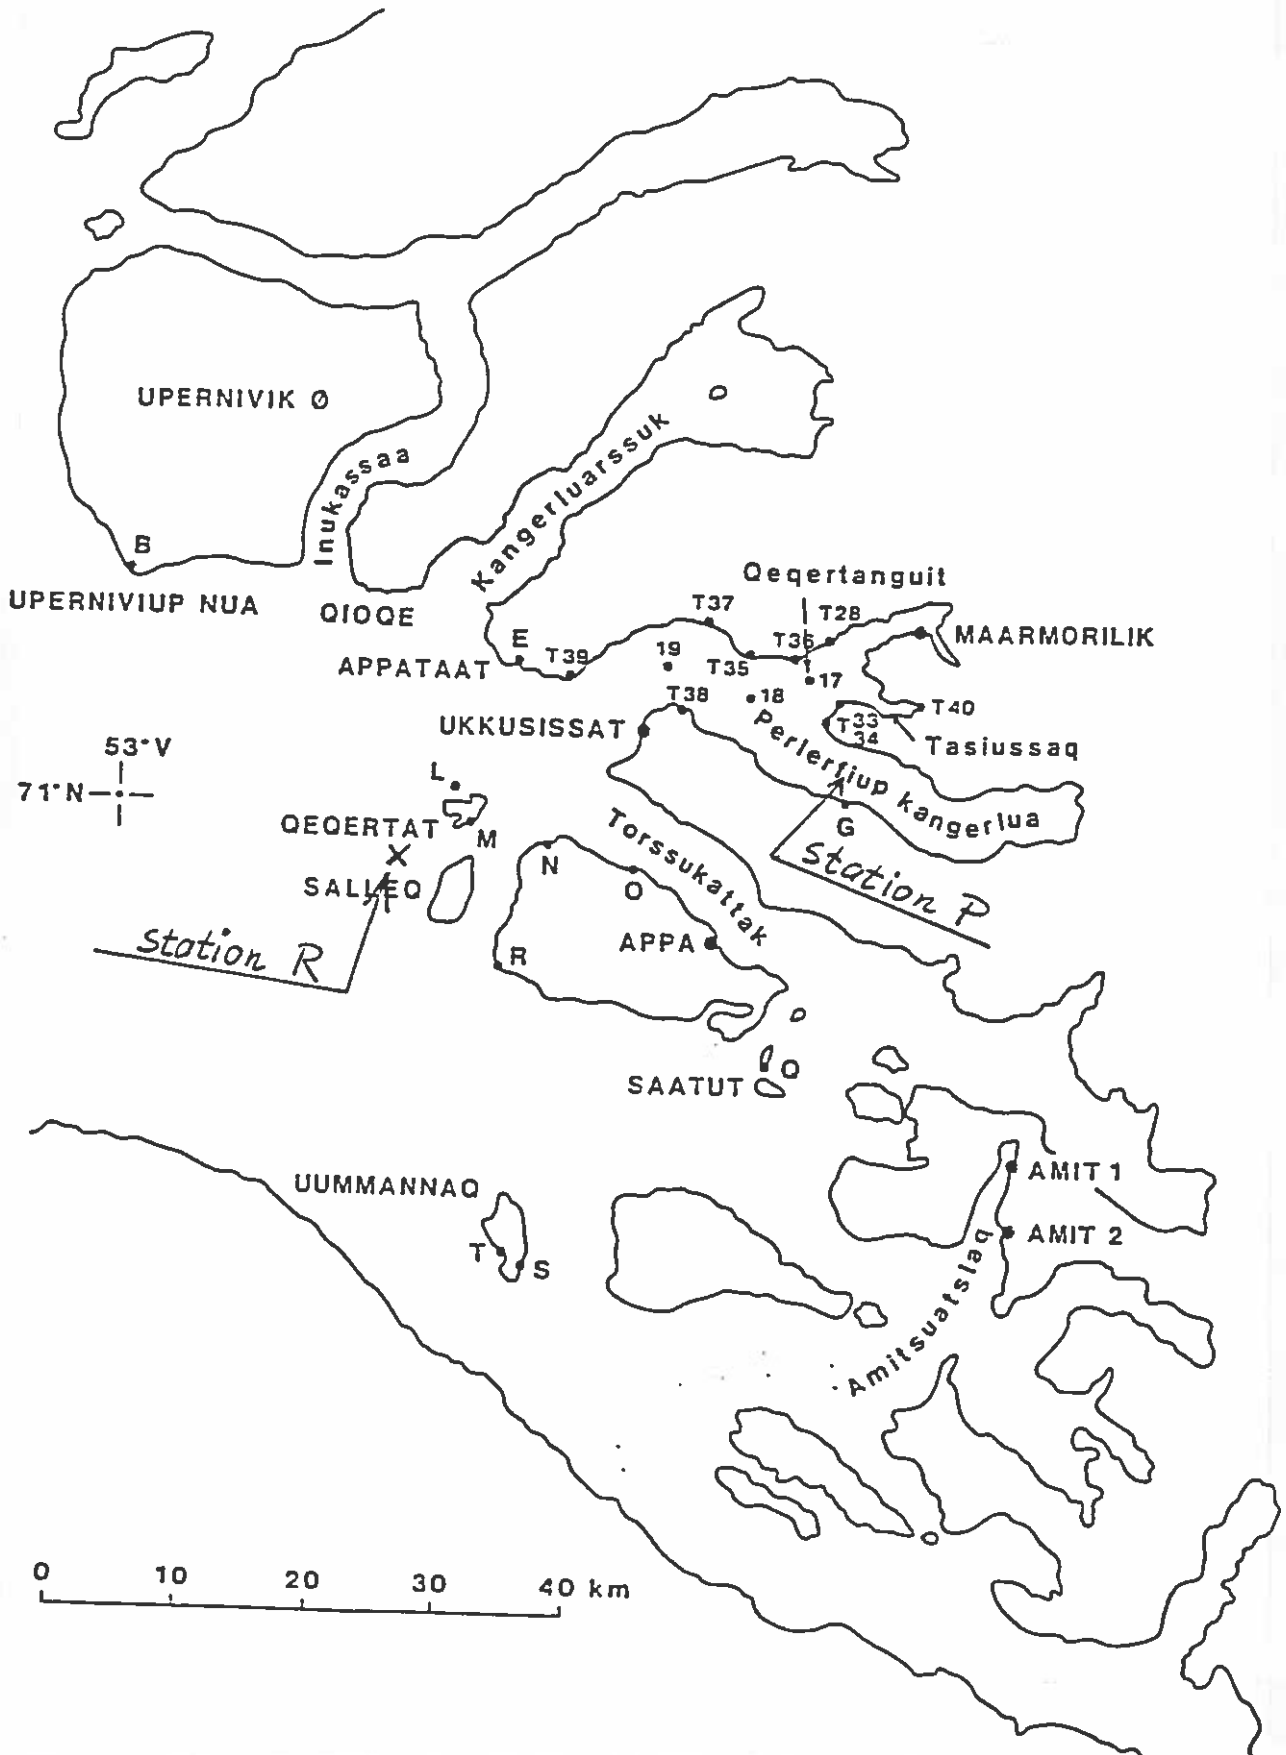 UPERNIVIK Ø
Inukassaa
Kangerluarssuk
B
UPERNIVIUP NUA
QIOQE
Qeqertanguit
T37
T28
E
T39
19
T35
T36
MAARMORILIK
APPATAAT
17
T38
18
T40
UKKUSISSAT
T33
34
Tasiussaq
Perlerfiup kangerlua
53°V
71°N
L
QEQERTAT
M
G
Torssukattak
Station P
SALLEQ
N
O
APPA
Station R
R
Q
SAATUT
UUMMANNAQ
AMIT 1
T
S
AMIT 2
Amitsuatsiaq
0 10 20 30 40 km